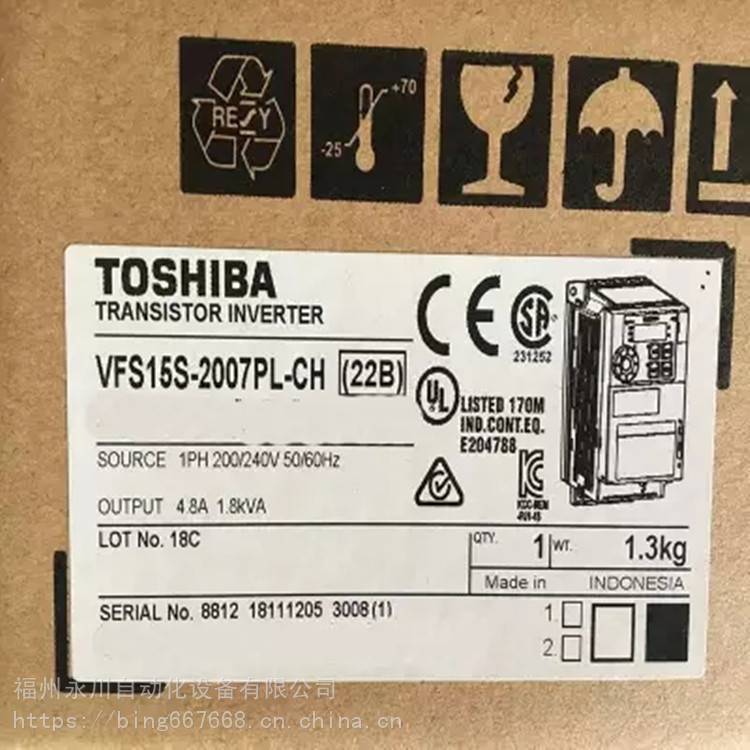 RESY
+70
-25
TOSHIBA
TRANSISTOR INVERTER
VFS15S-2007PL-CH (22B)
CE
SA
231252
UL
LISTED 170M
IND.CONT.EQ.
E204788
SOURCE 1PH 200/240V 50/60Hz
OUTPUT 4.8A 1.8kVA
LOT No. 18C
QTY. 1 WT. 1.3kg
Made in INDONESIA
SERIAL No. 8812 18111205 3008(1)
1.
2.
福州永川自动化设备有限公司
https://bing667668.cn.china.cn/